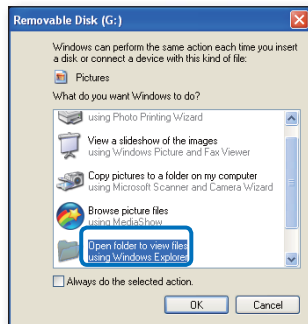 Removable Disk (G:)
Windows can perform the same action each time you insert
a disk or connect a device with this kind of file:
Pictures
What do you want Windows to do?
using Photo Printing Wizard
View a slideshow of the images
using Windows Picture and Fax Viewer
Copy pictures to a folder on my computer
using Microsoft Scanner and Camera Wizard
Browse picture files
using MediaShow
Open folder to view files
using Windows Explorer
Always do the selected action.
OK
Cancel